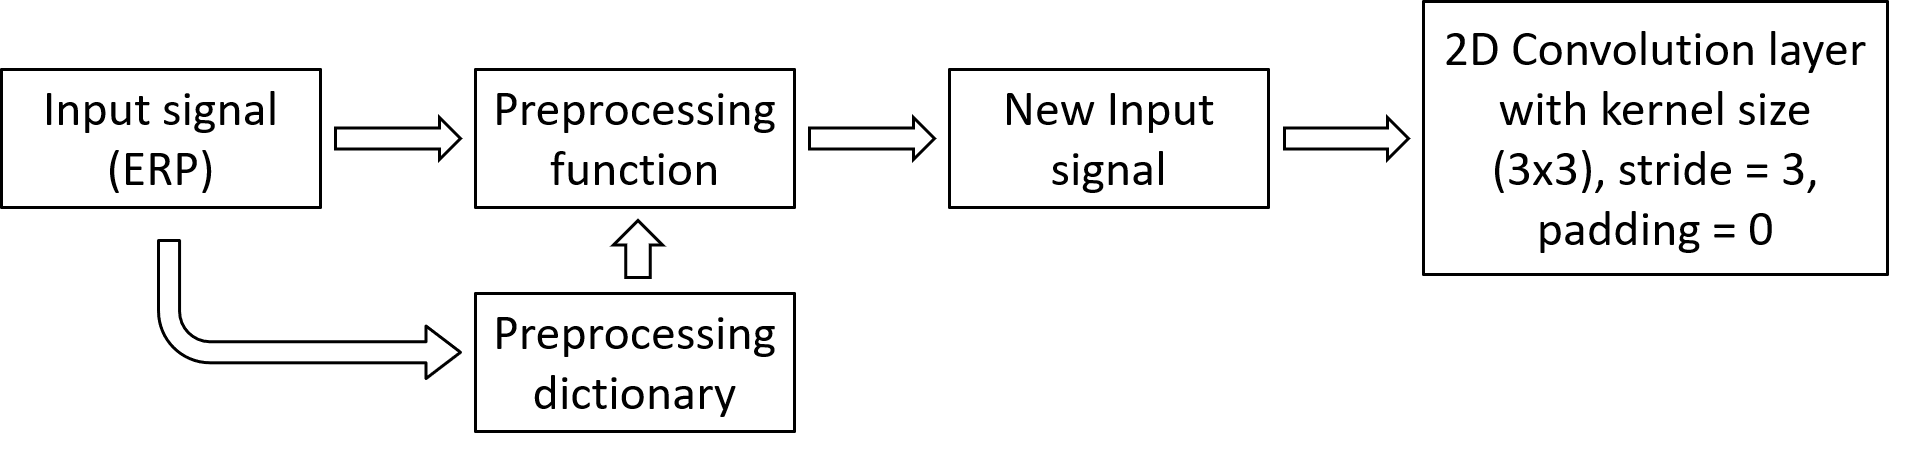 Input signal
(ERP)
Preprocessing
function
New Input
signal
2D Convolution layer
with kernel size
(3x3), stride = 3,
padding = 0
Preprocessing
dictionary